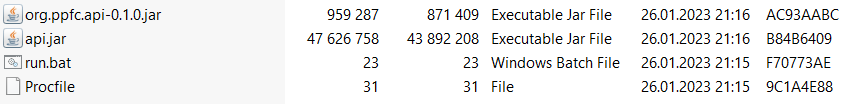 org.ppfc.api-0.1.0.jar 959 287 871 409 Executable Jar File 26.01.2023 21:16 AC93AABC
api.jar 47 626 758 43 892 208 Executable Jar File 26.01.2023 21:16 B84B6409
run.bat 23 23 Windows Batch File 26.01.2023 21:15 F70773AE
Procfile 31 31 File 26.01.2023 21:15 9C1A4E88